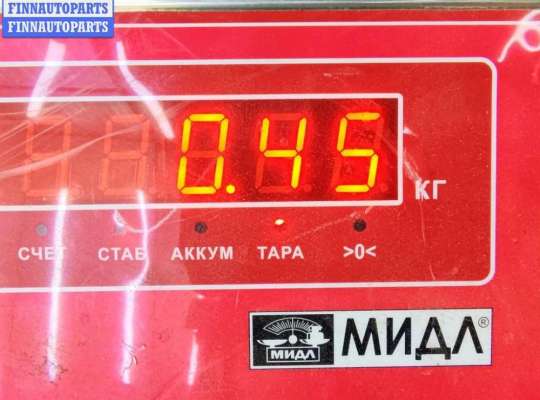 FINNAUTOPARTS
FINNAUTOPARTS
0.45 КГ
СЧЕТ СТАБ АККУМ ТАРА >0<
МИДЛ МИДЛ®